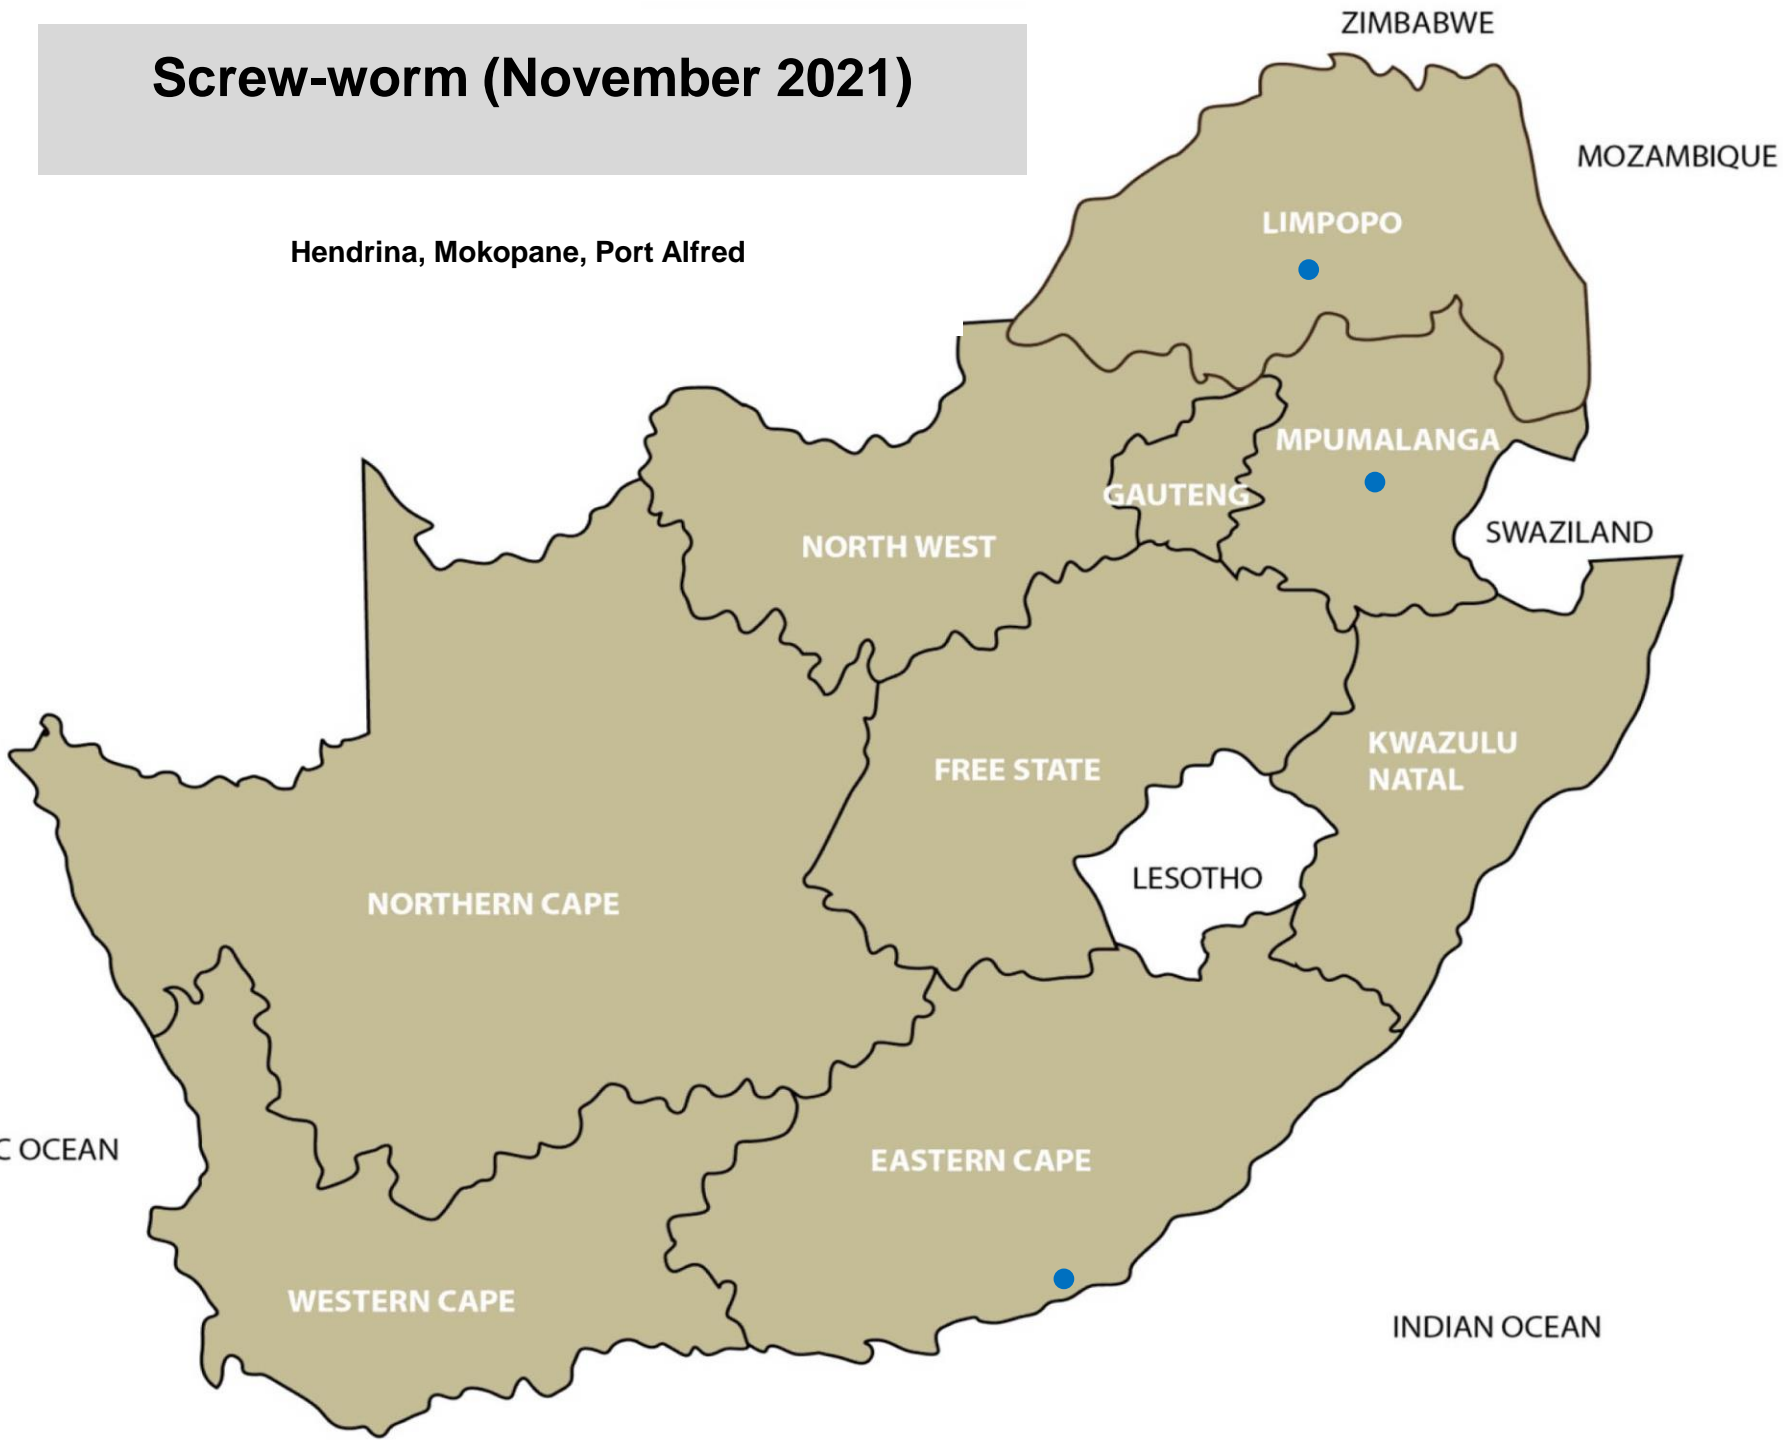 ZIMBABWE
Screw-worm (November 2021)
MOZAMBIQUE
LIMPOPO
Hendrina, Mokopane, Port Alfred
MPUMALANGA
GAUTENG
SWAZILAND
NORTH WEST
KWAZULU
NATAL
FREE STATE
LESOTHO
NORTHERN CAPE
C OCEAN
EASTERN CAPE
WESTERN CAPE
INDIAN OCEAN